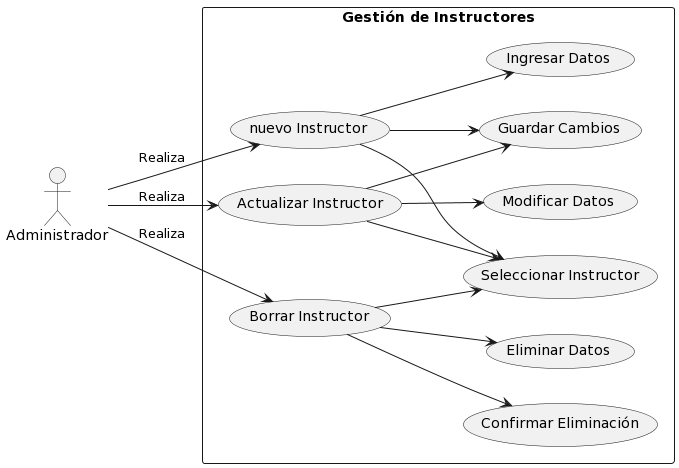 Gestión de Instructores
Ingresar Datos
nuevo Instructor
Guardar Cambios
Realiza
Realiza
Actualizar Instructor
Modificar Datos
Administrador
Realiza
Seleccionar Instructor
Borrar Instructor
Eliminar Datos
Confirmar Eliminación